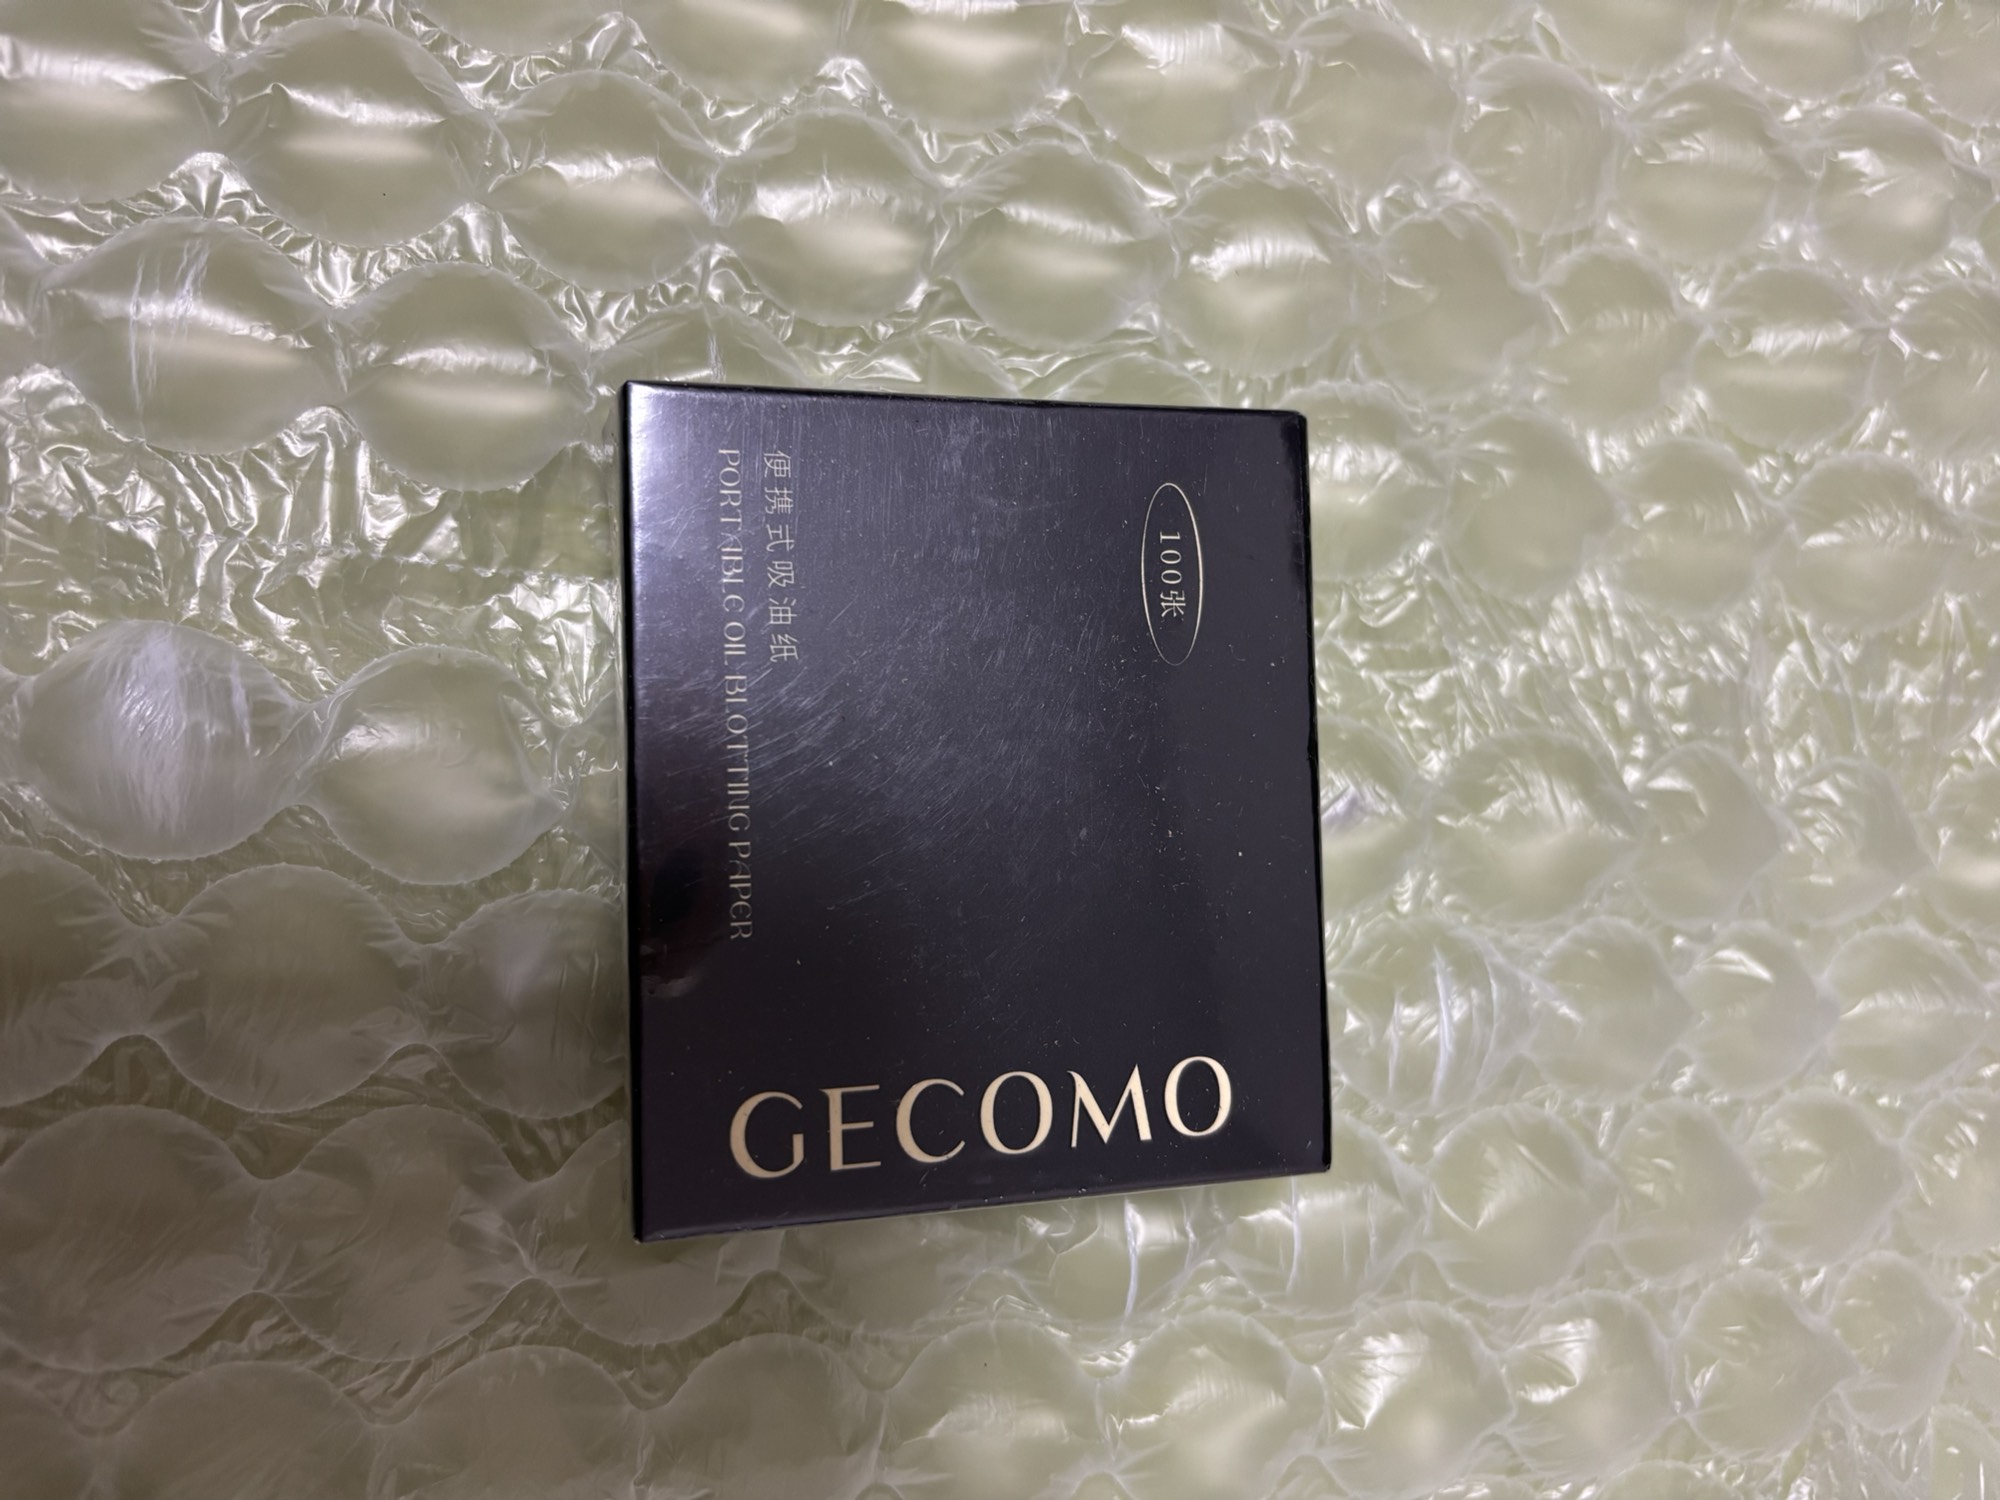 100张
便携式吸油纸
PORTABLE OIL BLOTTING PAPER
GECOMO